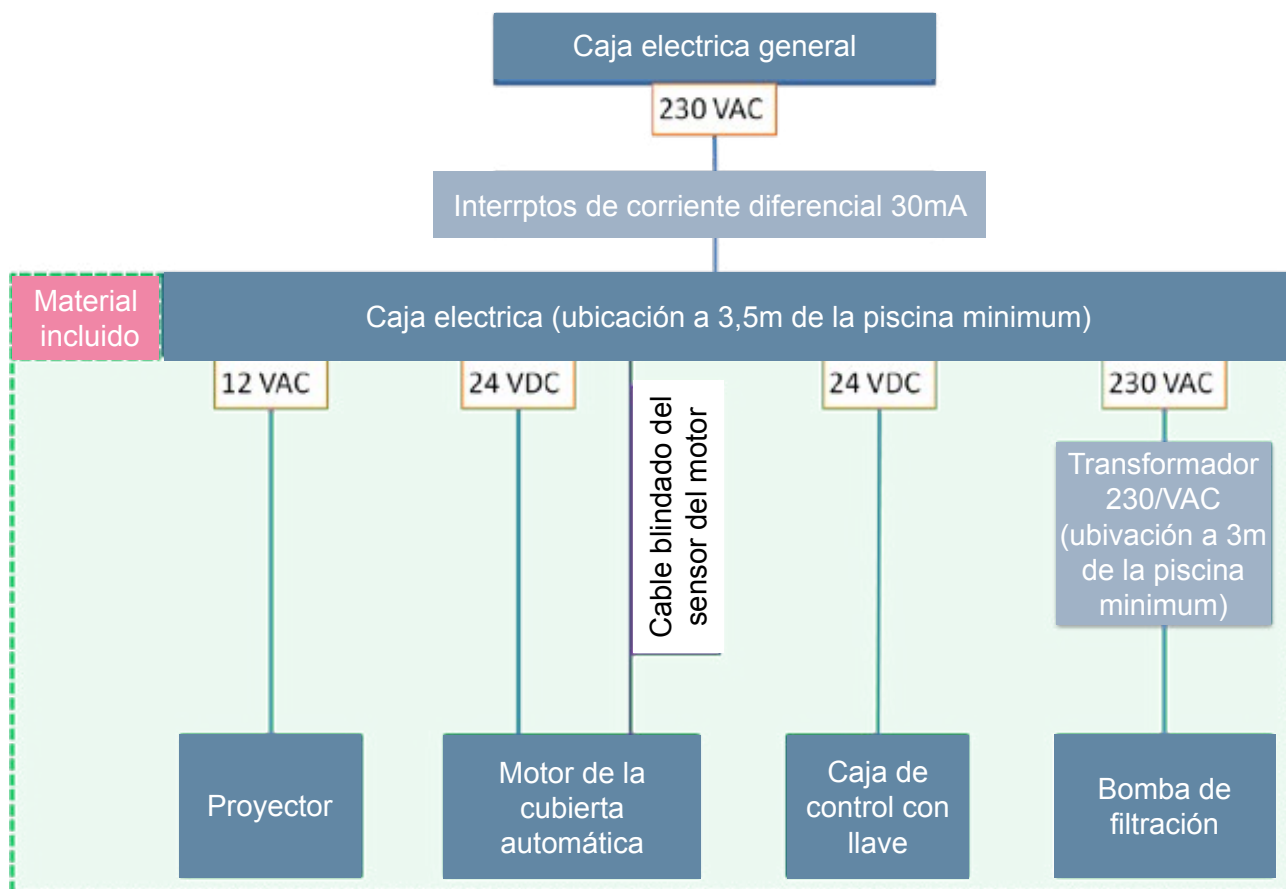 Caja electrica general
230 VAC
Interrptos de corriente diferencial 30mA
Material
incluido
Caja electrica (ubicación a 3,5m de la piscina minimum)
12 VAC
24 VDC
Cable blindado del
sensor del motor
24 VDC
230 VAC
Transformador
230/VAC
(ubivación a 3m
de la piscina
minimum)
Proyector
Motor de la
cubierta
automática
Caja de
control con
llave
Bomba de
filtración